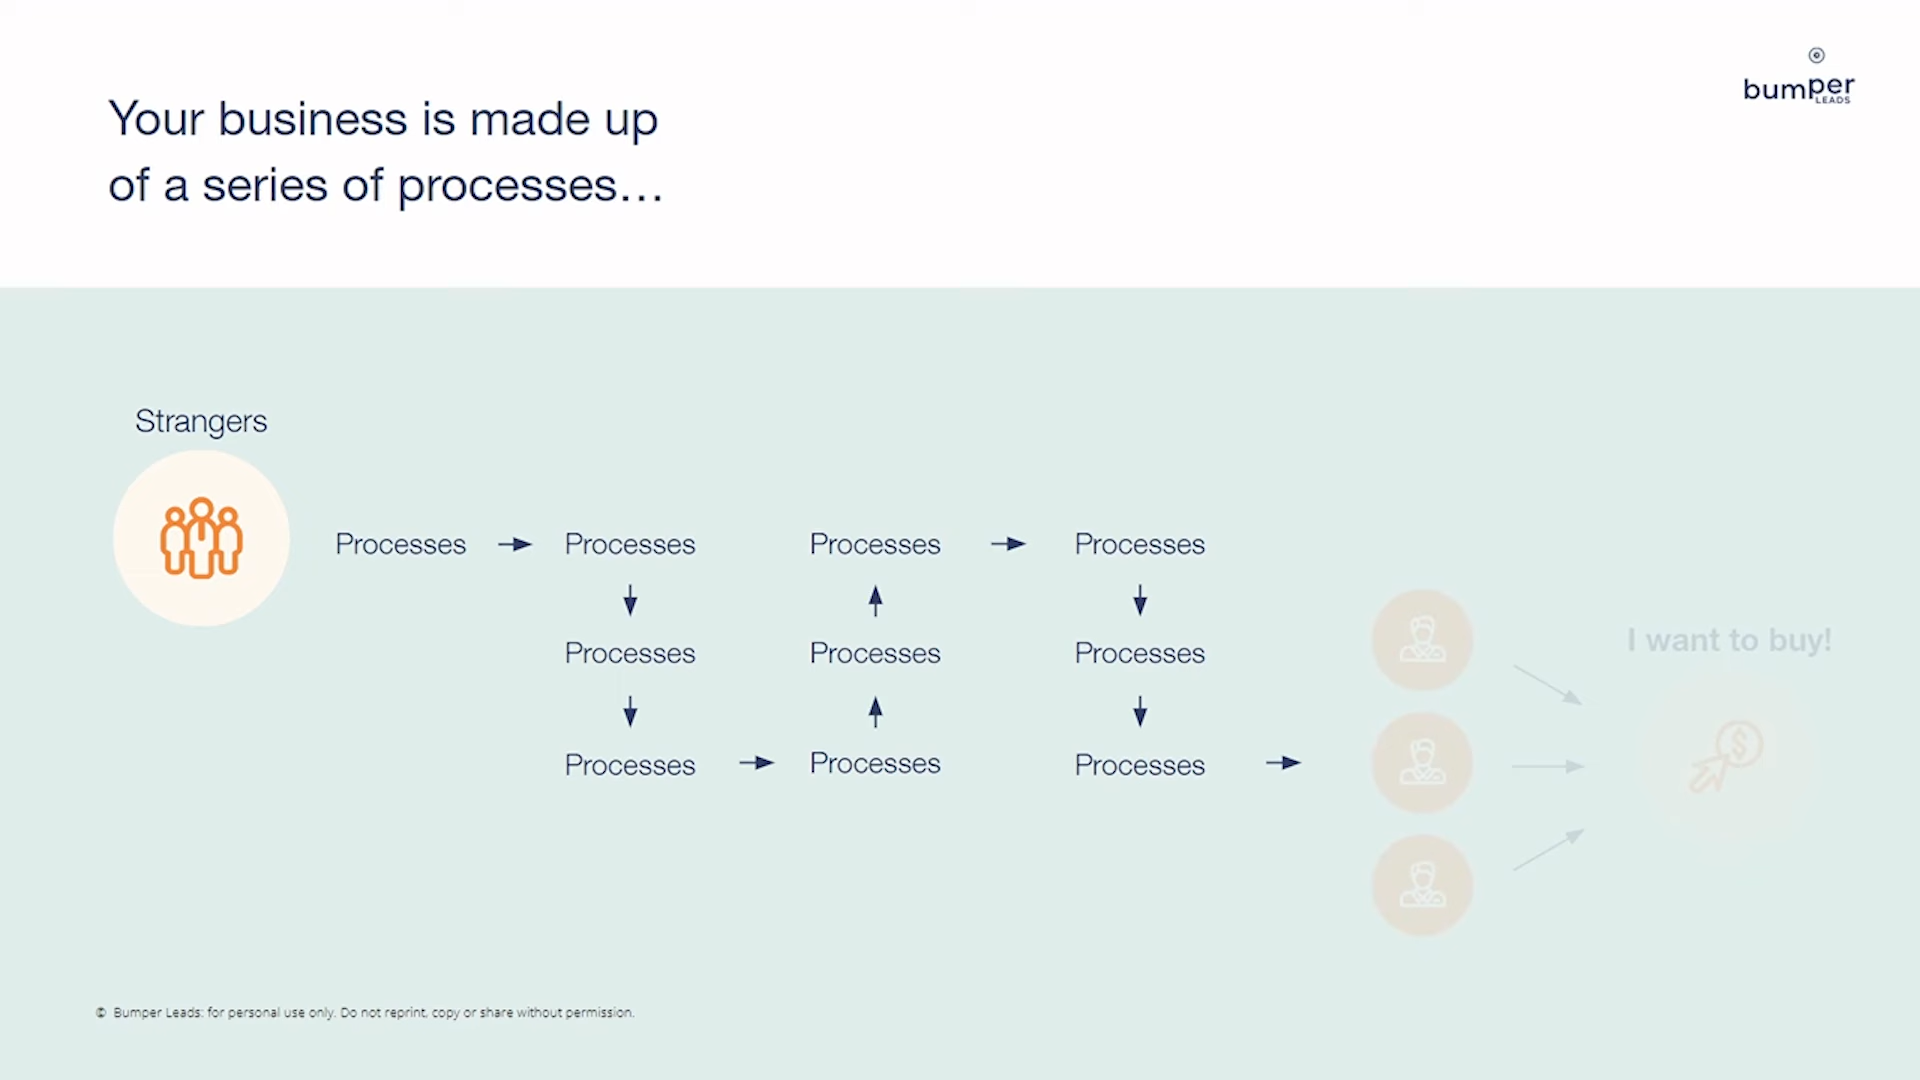 bumper
LEADS
Your business is made up
of a series of processes…
Strangers
Processes Processes Processes Processes
Processes Processes Processes
Processes Processes Processes
I want to buy!
$
© Bumper Leads: for personal use only. Do not reprint, copy or share without permission.